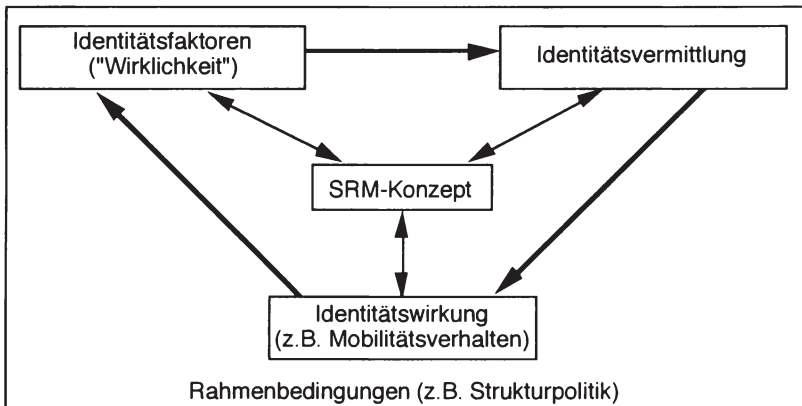 Identitätsfaktoren
("Wirklichkeit")
Identitätsvermittlung
SRM-Konzept
Identitätswirkung
(z.B. Mobilitätsverhalten)
Rahmenbedingungen (z.B. Strukturpolitik)